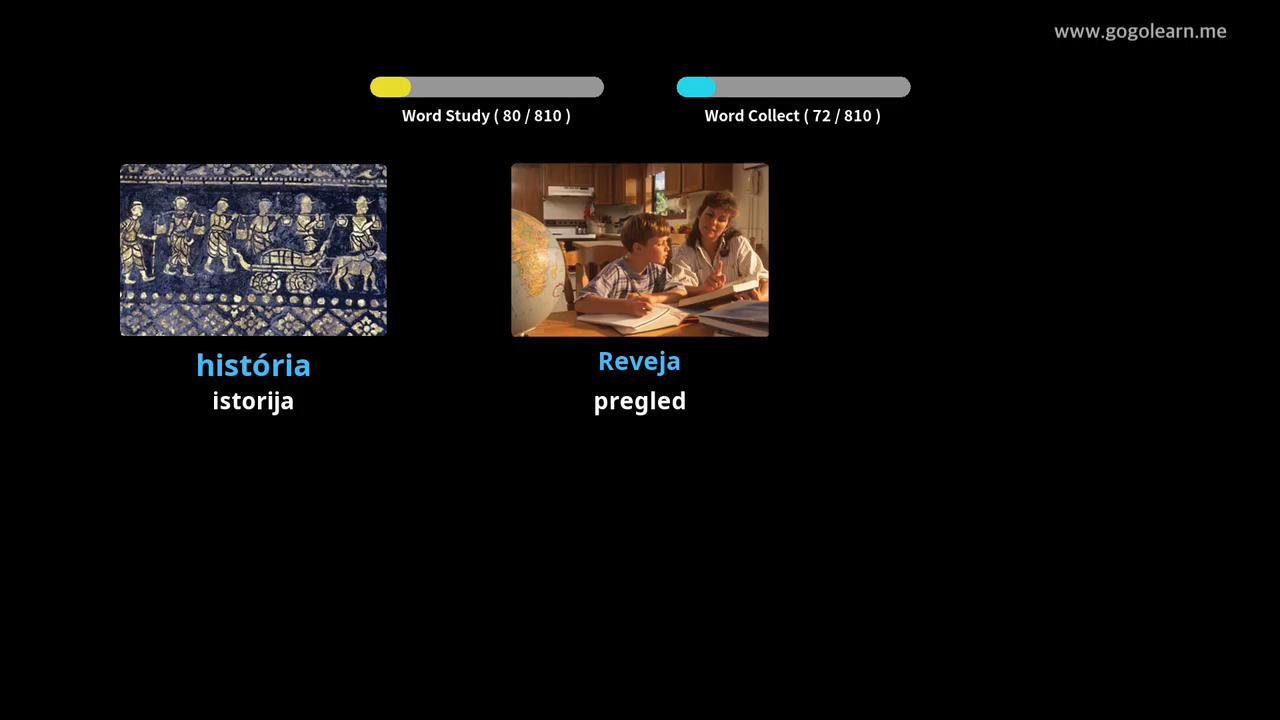 www.gogolearn.me
Word Study ( 80 / 810 )
Word Collect ( 72 / 810 )
história
istorija
Reveja
pregled